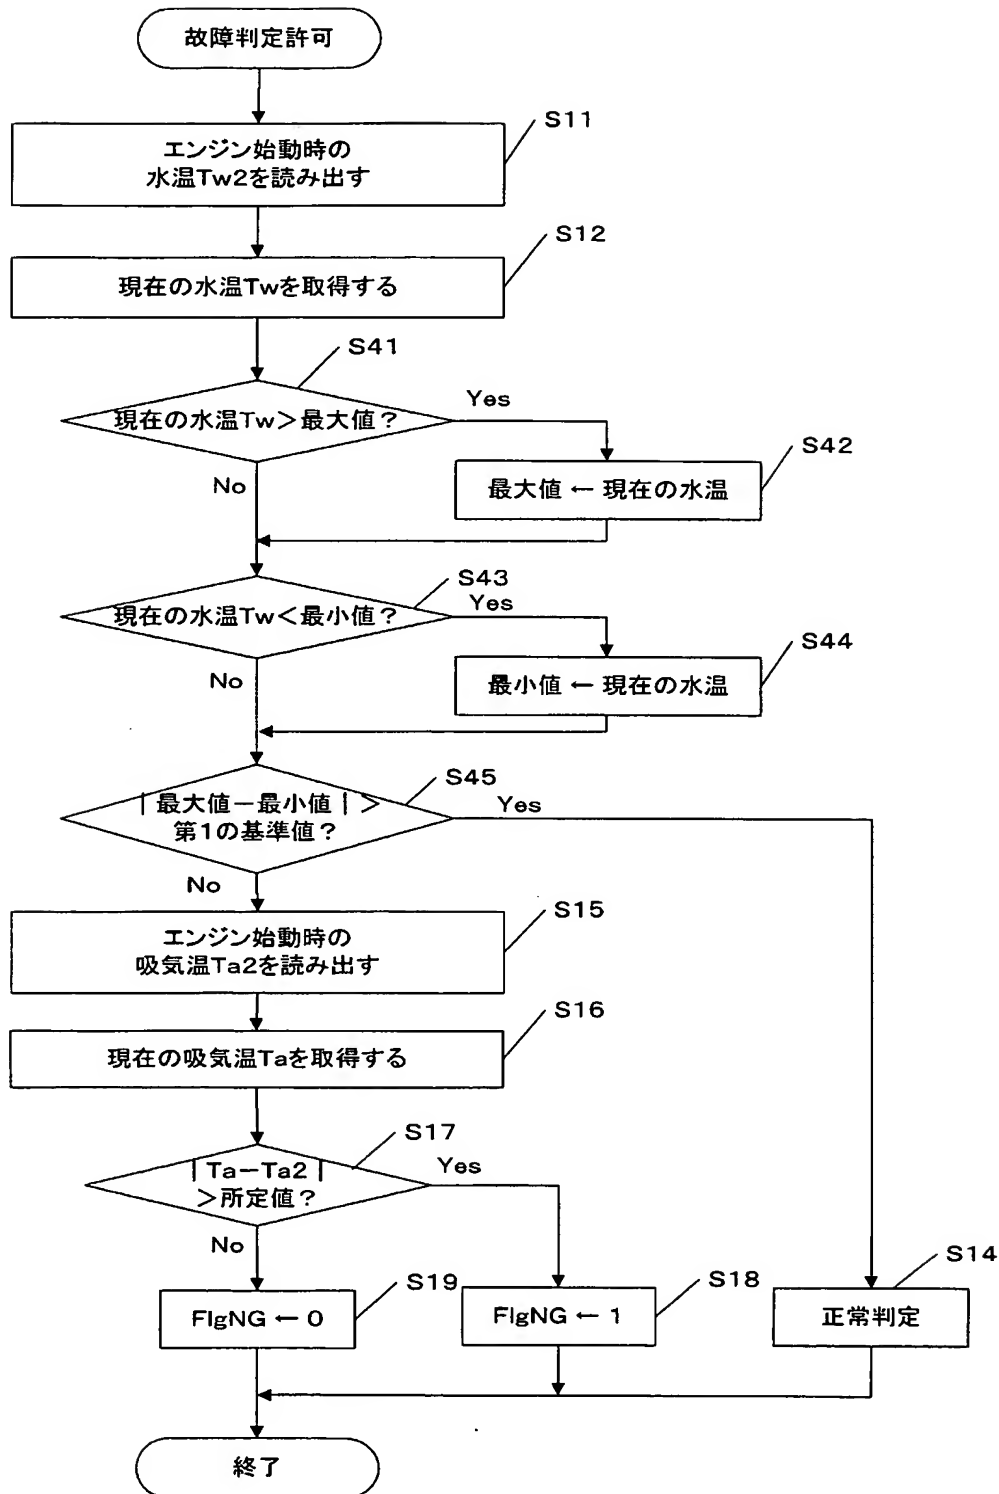 故障判定許可
S11
エンジン始動時の
水温Tw2を読み出す
S12
現在の水温Twを取得する
S41
現在の水温Tw＞最大値？
Yes
No
S42
最大値 ← 現在の水温
S43
現在の水温Tw＜最小値？
Yes
No
S44
最小値 ← 現在の水温
S45
｜最大値－最小値｜＞
第1の基準値？
Yes
No
S15
エンジン始動時の
吸気温Ta2を読み出す
S16
現在の吸気温Taを取得する
S17
｜Ta－Ta2｜
＞所定値？
Yes
No
S19
FlgNG ← 0
S18
FlgNG ← 1
S14
正常判定
終了